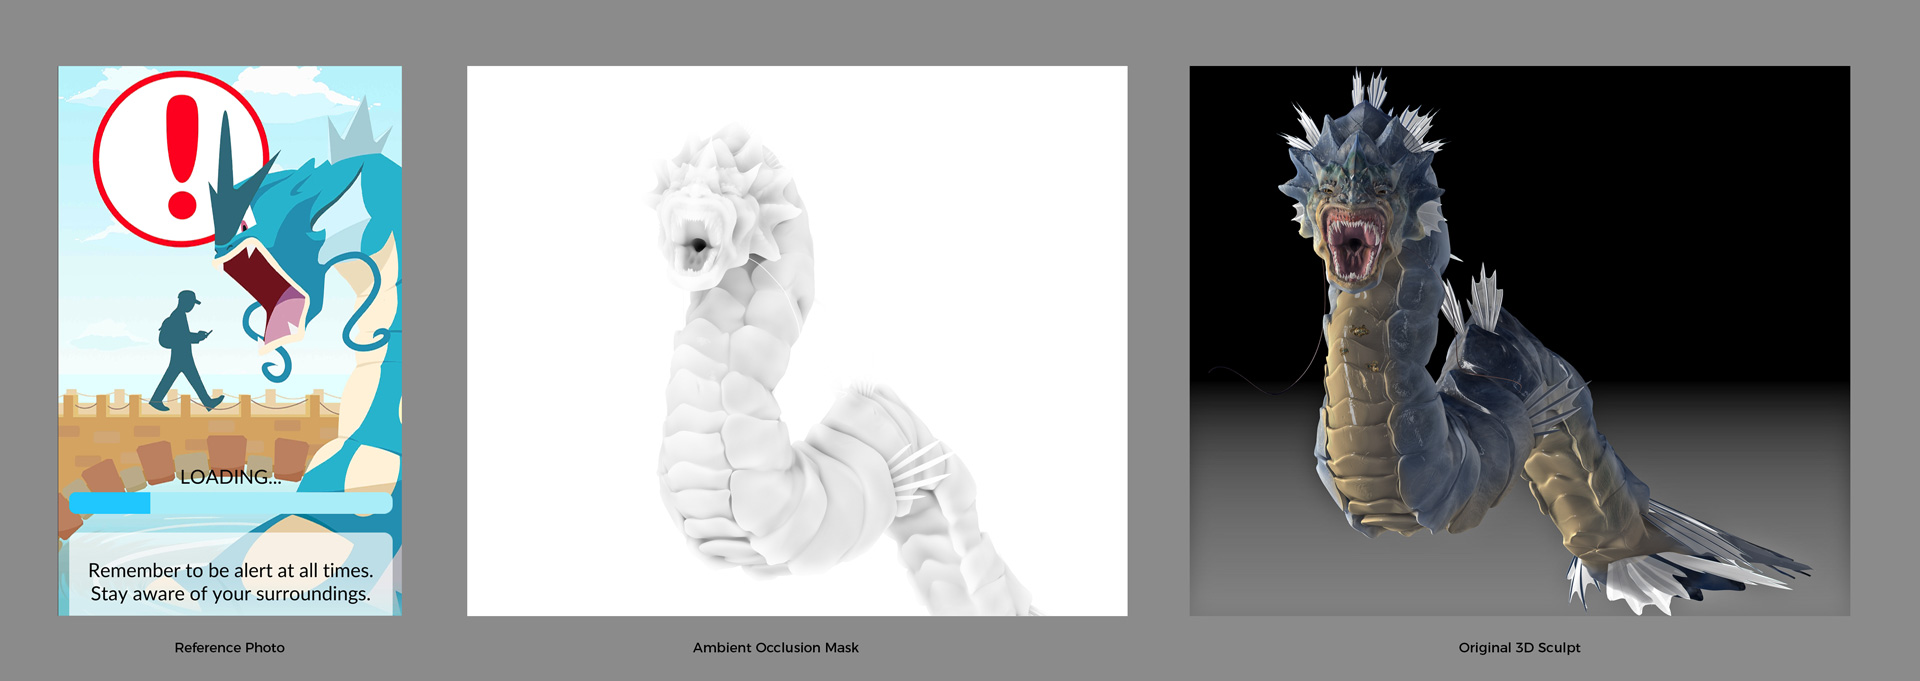 LOADING...
Remember to be alert at all times.
Stay aware of your surroundings.
Reference Photo
Ambient Occlusion Mask
Original 3D Sculpt